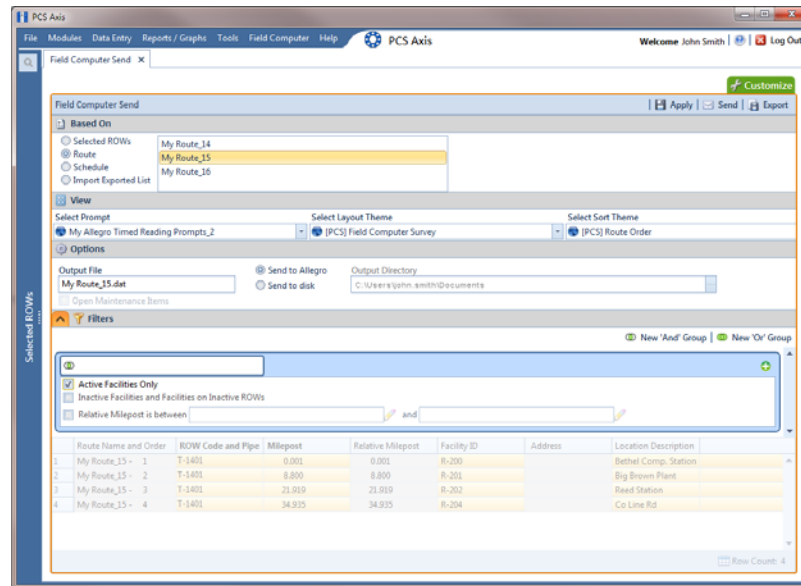 PCS Axis
File Modules Data Entry Reports / Graphs Tools Field Computer Help PCS Axis Welcome John Smith | Log Out
Field Computer Send X
Customize
Field Computer Send Apply | Send | Export
Based On
Selected ROWs
Route
Schedule
Import Exported List
My Route_14
My Route_15
My Route_16
View
Select Prompt Select Layout Theme Select Sort Theme
My Allegro Timed Reading Prompts_2 [PCS] Field Computer Survey [PCS] Route Order
Options
Output File Send to Allegro Output Directory
My Route_15.dat Send to disk C:\Users\john.smith\Documents
Open Maintenance Items
Selected ROWs
Filters
New 'And' Group | New 'Or' Group
Active Facilities Only
Inactive Facilities and Facilities on Inactive ROWs
Relative Milepost is between and
Route Name and Order ROW Code and Pipe Milepost Relative Milepost Facility ID Address Location Description
1 My Route_15 - 1 T-1401 0.001 0.001 R-200 Bethel Comp. Station
2 My Route_15 - 2 T-1401 8.800 8.800 R-201 Big Brown Plant
3 My Route_15 - 3 T-1401 21.919 21.919 R-202 Reed Station
4 My Route_15 - 4 T-1401 34.935 34.935 R-204 Co Line Rd
Row Count: 4